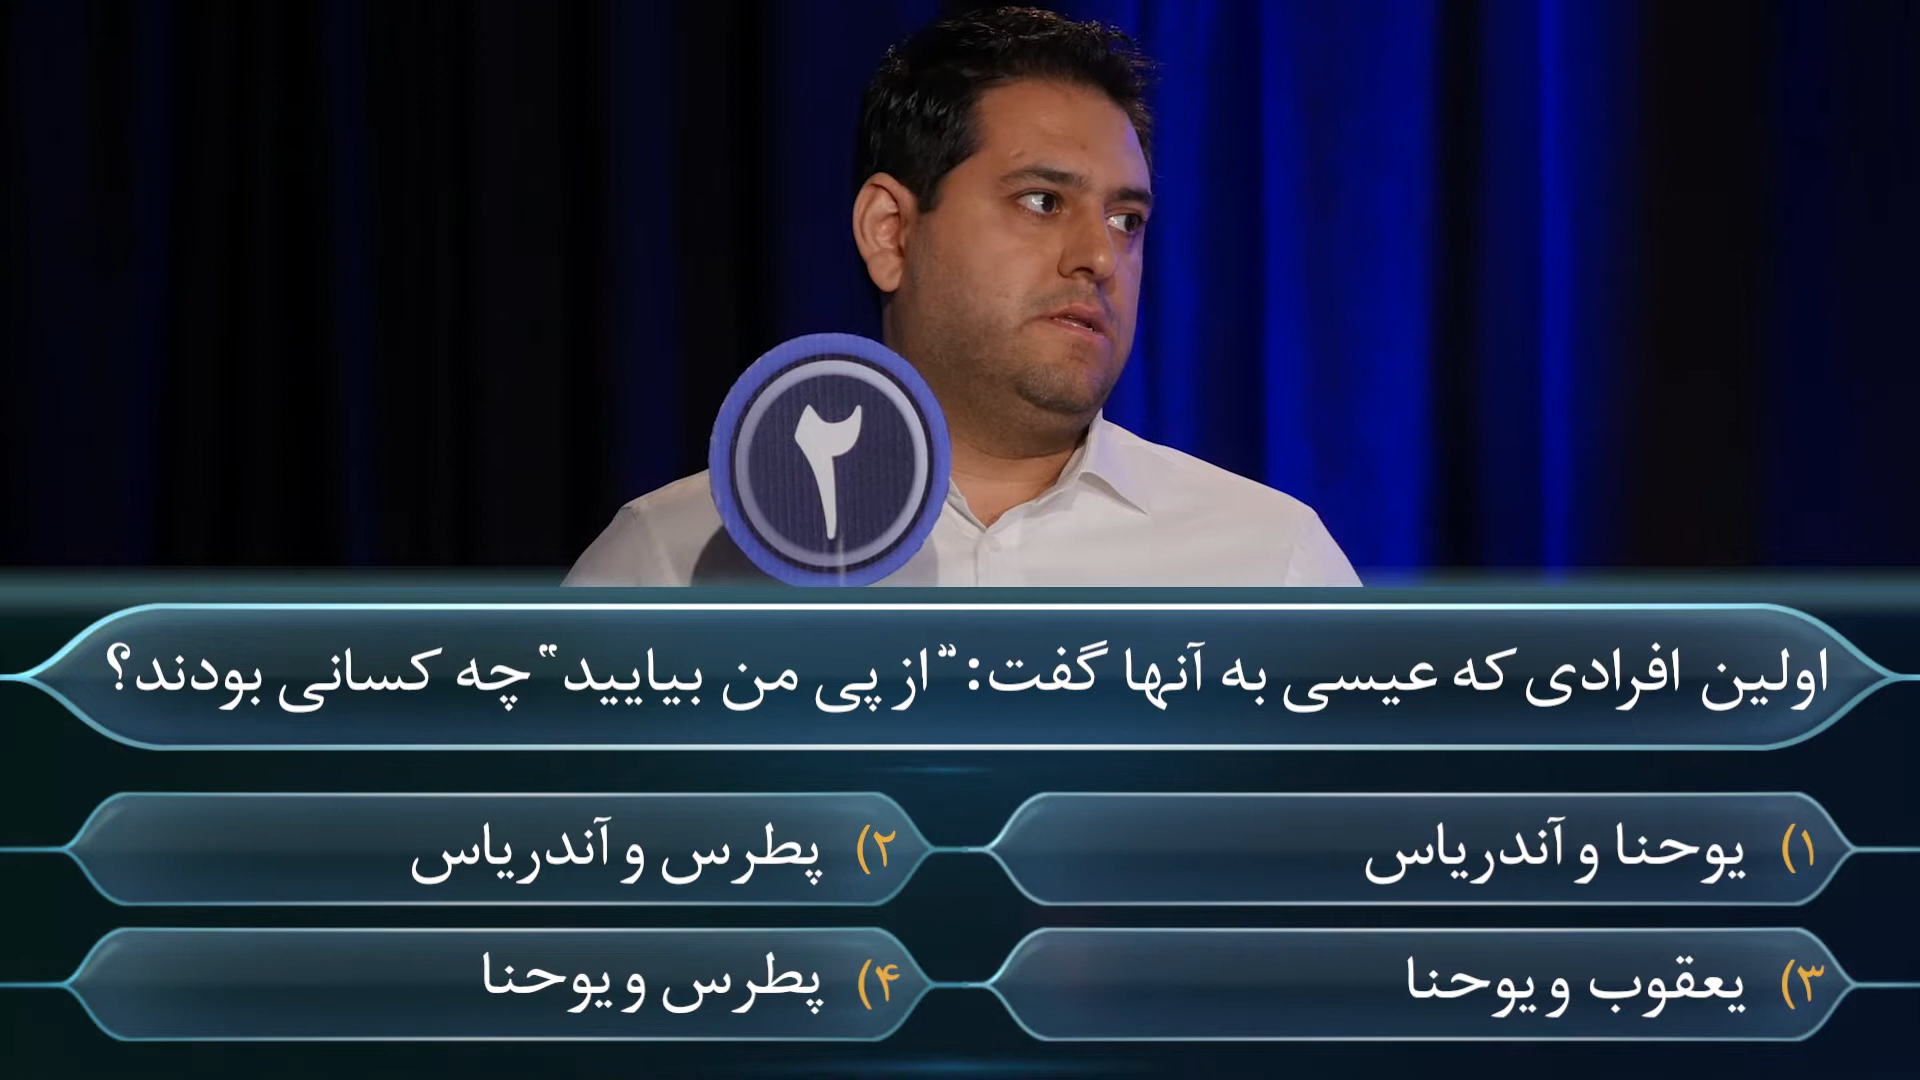 ۲
اولین افرادی که عیسی به آنها گفت: "از پی من بیایید" چه کسانی بودند؟
۱) یوحنا و آندریاس
۲) پطرس و آندریاس
۳) یعقوب و یوحنا
۴) پطرس و یوحنا